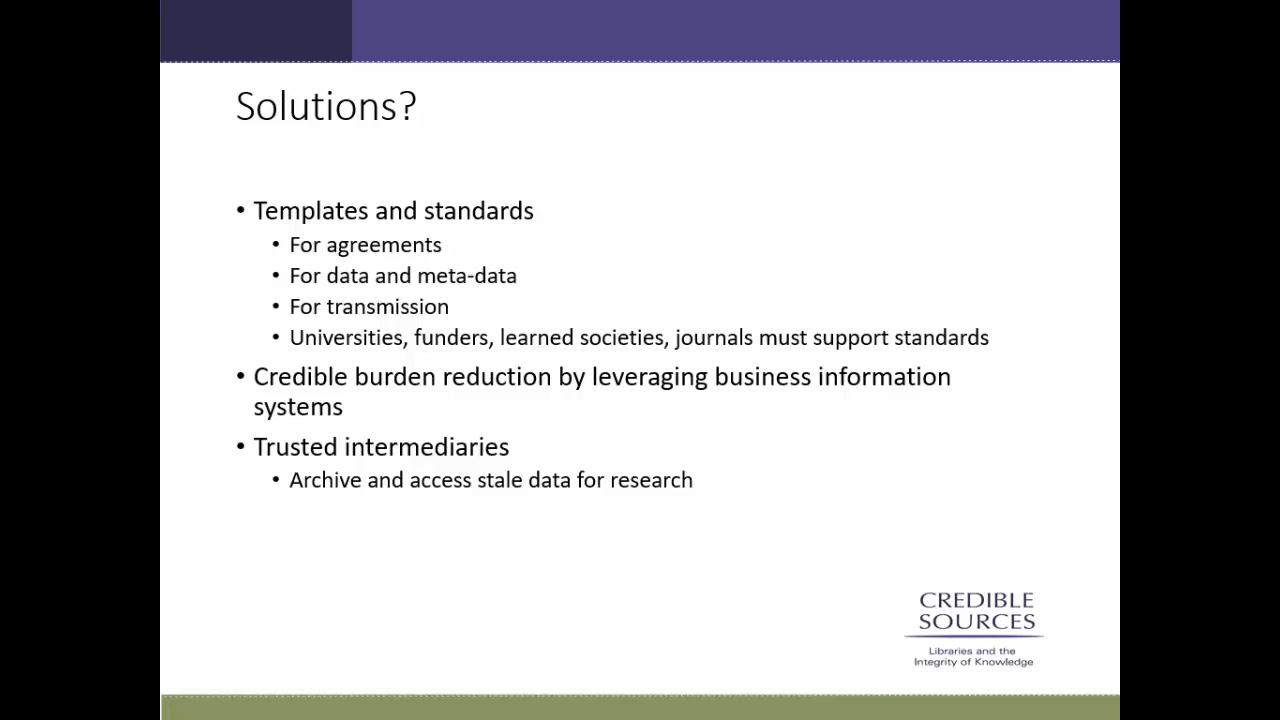 Solutions?
• Templates and standards
• For agreements
• For data and meta-data
• For transmission
• Universities, funders, learned societies, journals must support standards
• Credible burden reduction by leveraging business information
systems
• Trusted intermediaries
• Archive and access stale data for research
CREDIBLE
SOURCES
Libraries and the
Integrity of Knowledge